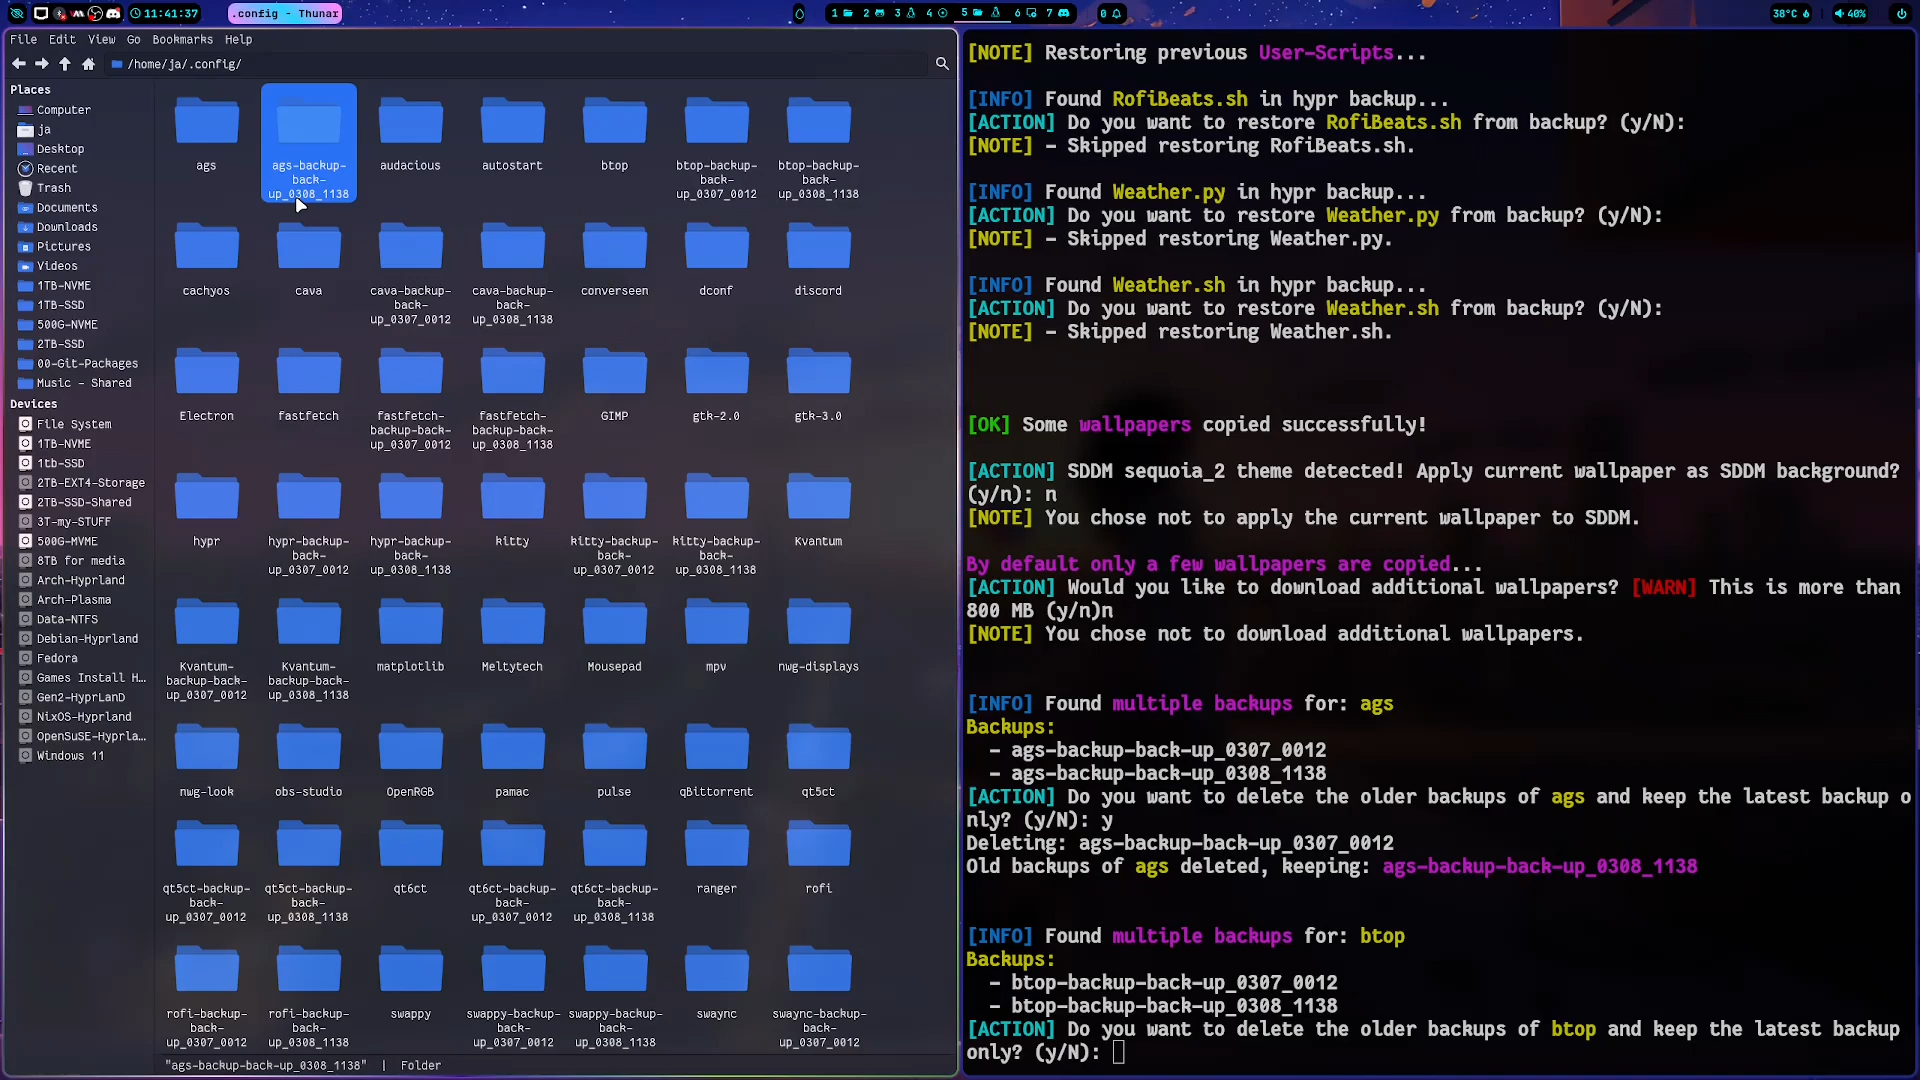 11:41:37
.config - Thunar
1
2
3
4
5
6
7
0
38°C
40%
File Edit View Go Bookmarks Help
/home/ja/.config/
Places
Computer
ja
Desktop
Recent
Trash
Documents
Downloads
Pictures
Videos
1TB-NVME
1TB-SSD
500G-NVME
2TB-SSD
00-Git-Packages
Music - Shared
Devices
File System
1TB-NVME
1tb-SSD
2TB-EXT4-Storage
2TB-SSD-Shared
3T-my-STUFF
500G-MVME
8TB for media
Arch-Hyprland
Arch-Plasma
Data-NTFS
Debian-Hyprland
Fedora
Games Install H…
Gen2-HyprLanD
NixOS-Hyprland
OpenSuSE-Hyprla…
Windows 11
ags
ags-backup-
back-
up_0308_1138
audacious
autostart
btop
btop-backup-
back-
up_0307_0012
btop-backup-
back-
up_0308_1138
cachyos
cava
cava-backup-
back-
up_0307_0012
cava-backup-
back-
up_0308_1138
converseen
dconf
discord
Electron
fastfetch
fastfetch-
backup-back-
up_0307_0012
fastfetch-
backup-back-
up_0308_1138
GIMP
gtk-2.0
gtk-3.0
hypr
hypr-backup-
back-
up_0307_0012
hypr-backup-
back-
up_0308_1138
kitty
kitty-backup-
back-
up_0307_0012
kitty-backup-
back-
up_0308_1138
Kvantum
Kvantum-
backup-back-
up_0307_0012
Kvantum-
backup-back-
up_0308_1138
matplotlib
Meltytech
Mousepad
mpv
nwg-displays
nwg-look
obs-studio
OpenRGB
pamac
pulse
qBittorrent
qt5ct
qt5ct-backup-
back-
up_0307_0012
qt5ct-backup-
back-
up_0308_1138
qt6ct
qt6ct-backup-
back-
up_0307_0012
qt6ct-backup-
back-
up_0308_1138
ranger
rofi
rofi-backup-
back-
up_0307_0012
rofi-backup-
back-
up_0308_1138
swappy
swappy-backup-
back-
up_0307_0012
swappy-backup-
back-
up_0308_1138
swaync
swaync-backup-
back-
up_0307_0012
"ags-backup-back-up_0308_1138" | Folder
[NOTE] Restoring previous User-Scripts...
[INFO] Found RofiBeats.sh in hypr backup...
[ACTION] Do you want to restore RofiBeats.sh from backup? (y/N):
[NOTE] - Skipped restoring RofiBeats.sh.
[INFO] Found Weather.py in hypr backup...
[ACTION] Do you want to restore Weather.py from backup? (y/N):
[NOTE] - Skipped restoring Weather.py.
[INFO] Found Weather.sh in hypr backup...
[ACTION] Do you want to restore Weather.sh from backup? (y/N):
[NOTE] - Skipped restoring Weather.sh.
[OK] Some wallpapers copied successfully!
[ACTION] SDDM sequoia_2 theme detected! Apply current wallpaper as SDDM background?
(y/n): n
[NOTE] You chose not to apply the current wallpaper to SDDM.
By default only a few wallpapers are copied...
[ACTION] Would you like to download additional wallpapers? [WARN] This is more than
800 MB (y/n)n
[NOTE] You chose not to download additional wallpapers.
[INFO] Found multiple backups for: ags
Backups:
- ags-backup-back-up_0307_0012
- ags-backup-back-up_0308_1138
[ACTION] Do you want to delete the older backups of ags and keep the latest backup o
nly? (y/N): y
Deleting: ags-backup-back-up_0307_0012
Old backups of ags deleted, keeping: ags-backup-back-up_0308_1138
[INFO] Found multiple backups for: btop
Backups:
- btop-backup-back-up_0307_0012
- btop-backup-back-up_0308_1138
[ACTION] Do you want to delete the older backups of btop and keep the latest backup
only? (y/N):